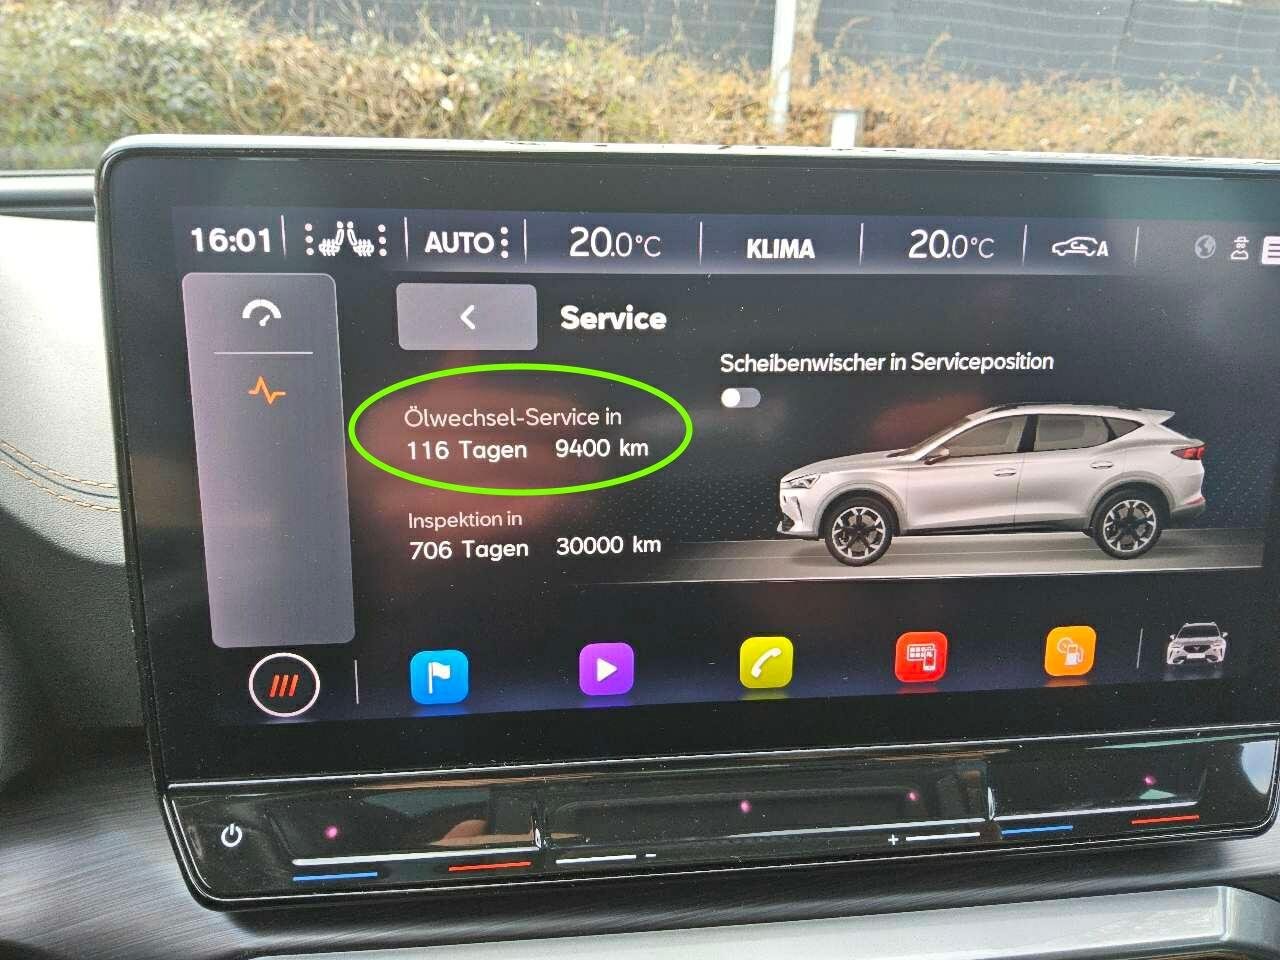 16:01 AUTO 20.0°C KLIMA 20.0°C A
Service
Scheibenwischer in Serviceposition
Ölwechsel-Service in
116 Tagen 9400 km
Inspektion in
706 Tagen 30000 km
- +